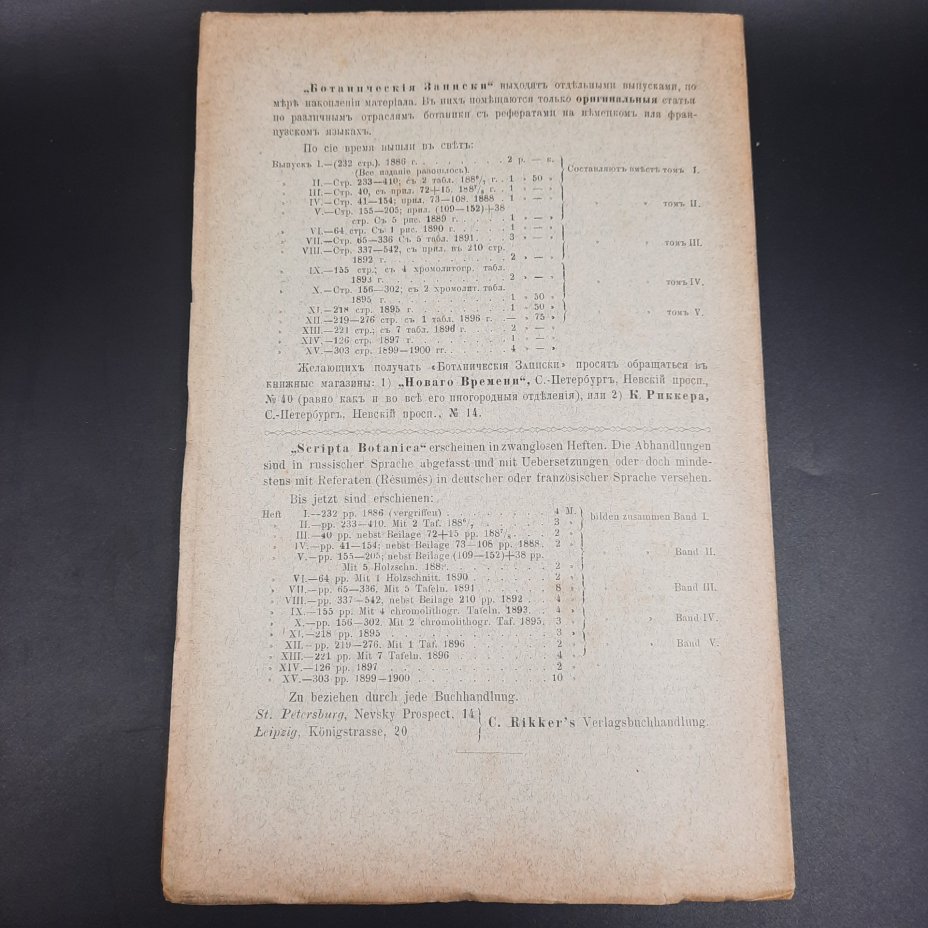 „Ботаническія Записки“ выходятъ отдѣльными выпусками, по
мѣрѣ накопленія матеріала. Въ нихъ помѣщаются только оригинальныя статьи
по различнымъ отраслямъ ботаники съ рефератами на нѣмецкомъ или фран-
цузскомъ языкахъ.
По сіе время вышли въ свѣтъ:
Выпускъ I.—(232 стр.). 1886 г. 2 р. — к.
(Все изданіе разошлось).
Составляютъ вмѣстѣ томъ I.
„ II.—Стр. 233—410; съ 2 табл. 188⁶/₇ г. 1 „ 50 „
„ III.—Стр. 40, съ прил. 72+15. 188⁷/₈ г. 1 „ — „
„ IV.—Стр. 41—154; прил. 73—108. 1888 1 „ — „
„ V.—Стр. 155—205; прил. (109—152)+38
„ „ томъ II.
стр. Съ 5 рис. 1889 г. 1 „ — „
„ VI.—64 стр. Съ 1 рис. 1890 г. 1 „ — „
„ VII.—Стр. 65—336 Съ 5 табл. 1891 3 „ — „
„ VIII.—Стр. 337—542, съ прил. въ 210 стр.
„ „ томъ III.
1892 г. 2 „ — „
„ IX.—155 стр.; съ 4 хромолитогр. табл.
1893 г. 2 „ — „
„ X.—Стр. 156—302; съ 2 хромолит. табл.
„ „ томъ IV.
1895 г. 1 „ 50 „
„ XI.—218 стр. 1895 г. 1 „ 50 „
„ XII.—219—276 стр. съ 1 табл. 1896 г. — „ 75 „
„ „ томъ V.
„ XIII.—221 стр.; съ 7 табл. 1896 г. 2 „ — „
„ XIV.—126 стр. 1897 г. 1 „ — „
„ XV.—303 стр. 1899—1900 гг. 4 „ — „
Желающихъ получать «Ботаническія Записки» просятъ обращаться въ
книжные магазины: 1) „Новаго Времени“, С.-Петербургъ, Невскій просп.,
№ 40 (равно какъ и во всѣ его иногородныя отдѣленія), или 2) К. Риккера,
С.-Петербургъ, Невскій просп., № 14.
„Scripta Botanica“ erscheinen in zwanglosen Heften. Die Abhandlungen
sind in russischer Sprache abgefasst und mit Uebersetzungen oder doch minde-
stens mit Referaten (Résumés) in deutscher oder französischer Sprache versehen.
Bis jetzt sind erschienen:
Heft I.—232 pp. 1886 (vergriffen) 4 M.
bilden zusammen Band I.
„ II.—pp. 233—410. Mit 2 Taf. 188⁶/₇ 3 „
„ III.—40 pp. nebst Beilage 72+15 pp. 188⁷/₈ 2 „
„ IV.—pp. 41—154; nebst Beilage 73—108 pp. 1888. 2 „
„ V.—pp. 155—205; nebst Beilage (109—152)+38 pp.
„ „ Band II.
Mit 5 Holzschn. 2 „
„ VI.—64 pp. Mit 1 Holzschnitt. 1890 2 „
„ VII.—pp. 65—336. Mit 5 Tafeln. 1891 8 „
„ „ Band III.
„ VIII.—pp. 337—542, nebst Beilage 210 pp. 1892 4 „
„ IX.—155 pp. Mit 4 chromolithogr. Tafeln. 1893. 4 „
„ X.—pp. 156—302. Mit 2 chromolithogr. Taf. 1895. 3 „
„ „ Band IV.
„ XI.—218 pp. 1895 3 „
„ XII.—pp. 219—276. Mit 1 Taf. 1896 2 „
„ „ Band V.
„ XIII.—221 pp. Mit 7 Tafeln. 1896 4 „
„ XIV.—126 pp. 1897 2 „
„ XV.—303 pp. 1899—1900 10 „
Zu beziehen durch jede Buchhandlung.
St. Petersburg, Nevsky Prospect, 14
C. Rikker's Verlagsbuchhandlung.
Leipzig, Königstrasse, 20